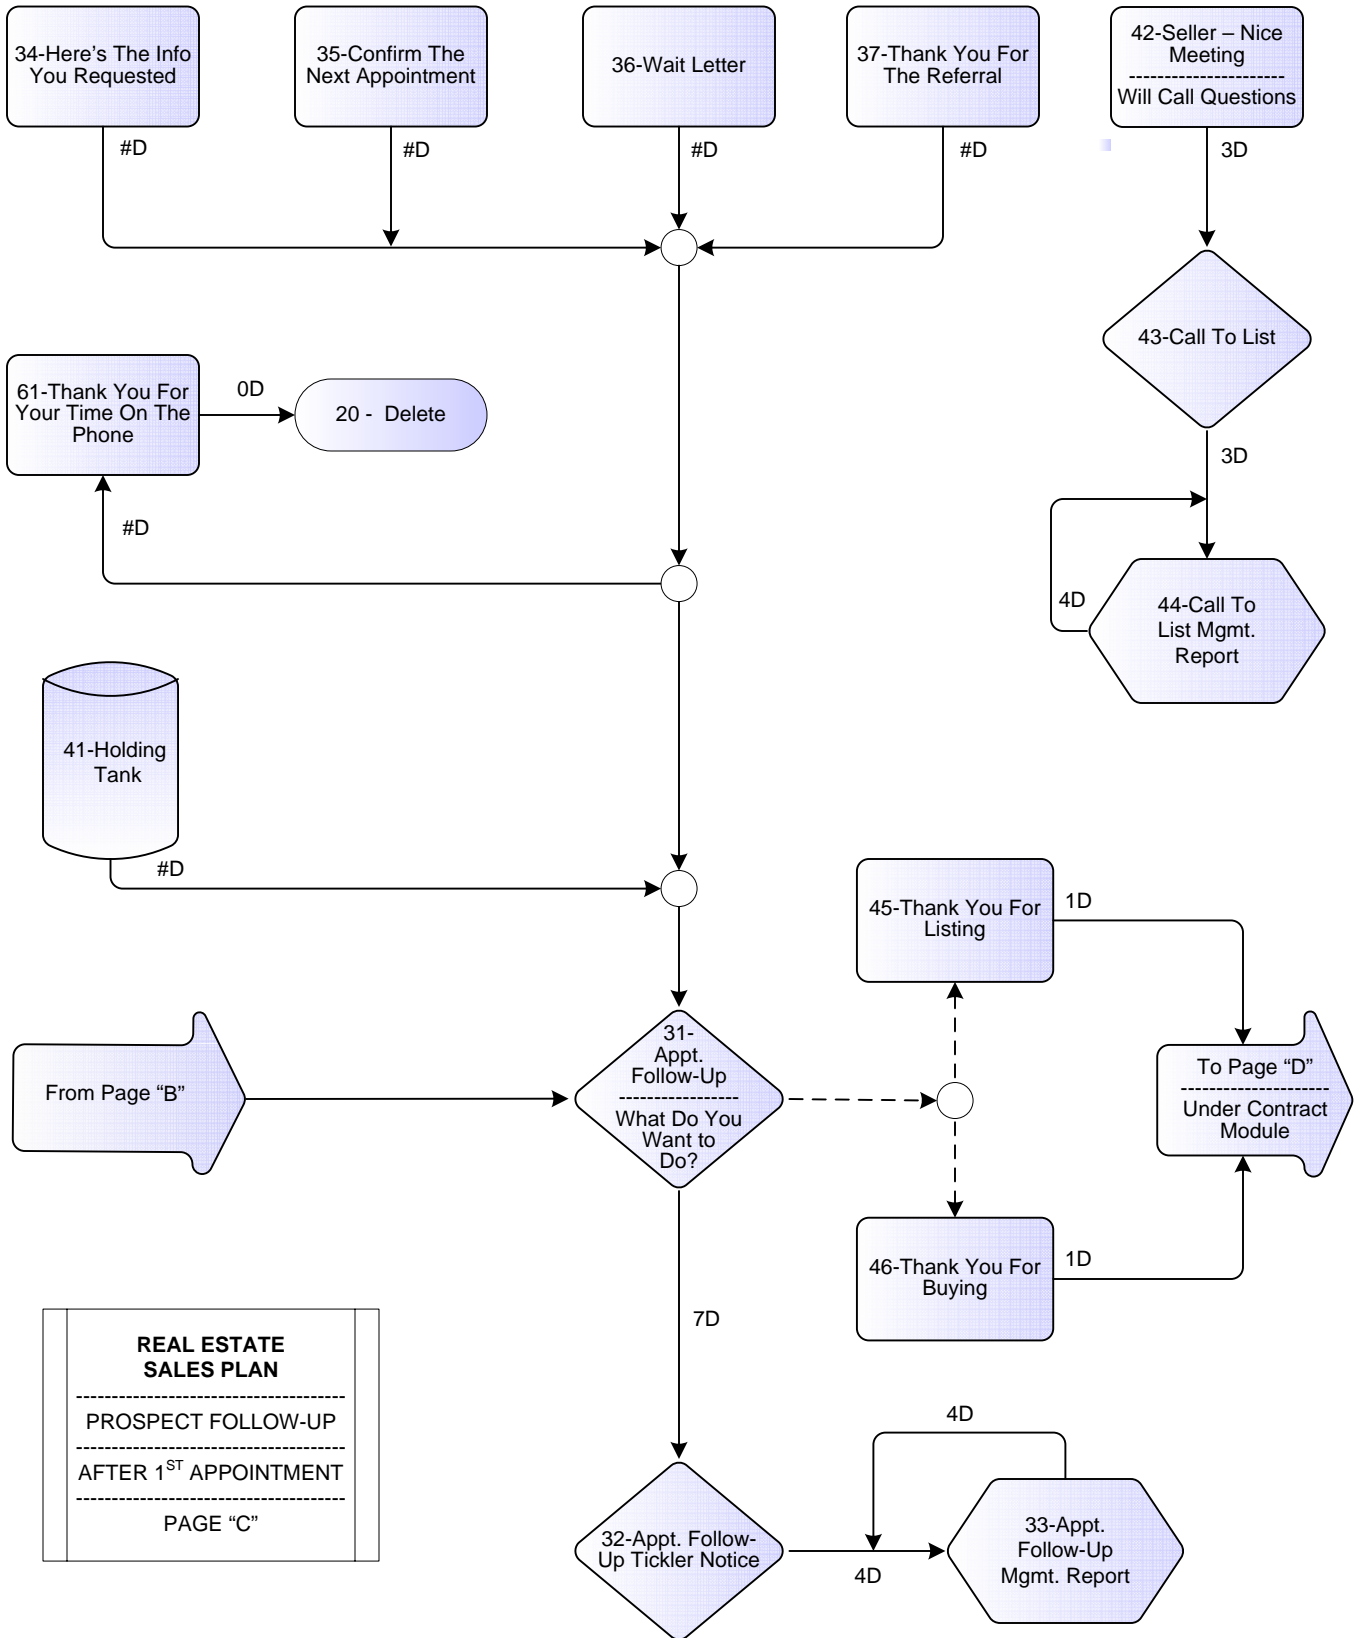 34-Here's The Info
You Requested
35-Confirm The
Next Appointment
36-Wait Letter
37-Thank You For
The Referral
42-Seller – Nice
Meeting
----------------------
Will Call Questions
#D
#D
#D
#D
3D
43-Call To List
61-Thank You For
Your Time On The
Phone
0D
20 -  Delete
3D
#D
4D
44-Call To
List Mgmt.
Report
41-Holding
Tank
#D
45-Thank You For
Listing
1D
From Page “B”
31-
Appt.
Follow-Up
---------------------
What Do You
Want to
Do?
To Page “D”
---------------------
Under Contract
Module
46-Thank You For
Buying
1D
7D
REAL ESTATE
SALES PLAN
---------------------------------------
PROSPECT FOLLOW-UP
---------------------------------------
AFTER 1ST APPOINTMENT
---------------------------------------
PAGE “C”
4D
32-Appt. Follow-
Up Tickler Notice
4D
33-Appt.
Follow-Up
Mgmt. Report